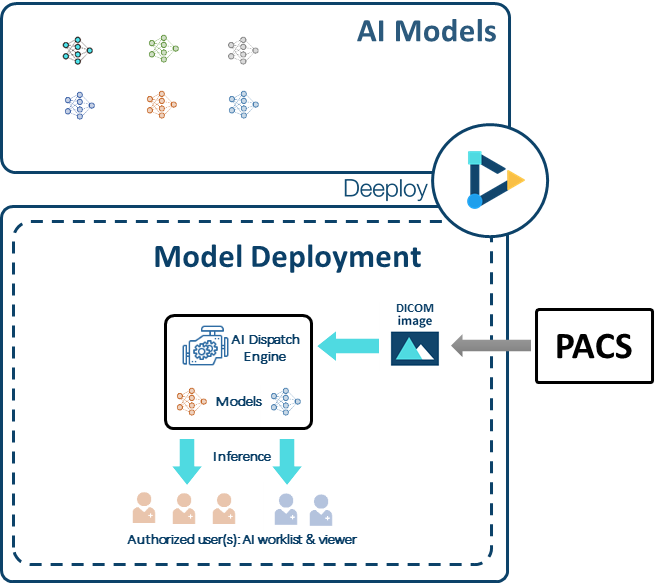 AI Models
Deeploy
Model Deployment
DICOM
image
AI Dispatch
Engine
PACS
Models
Inference
Authorized user(s): AI worklist & viewer